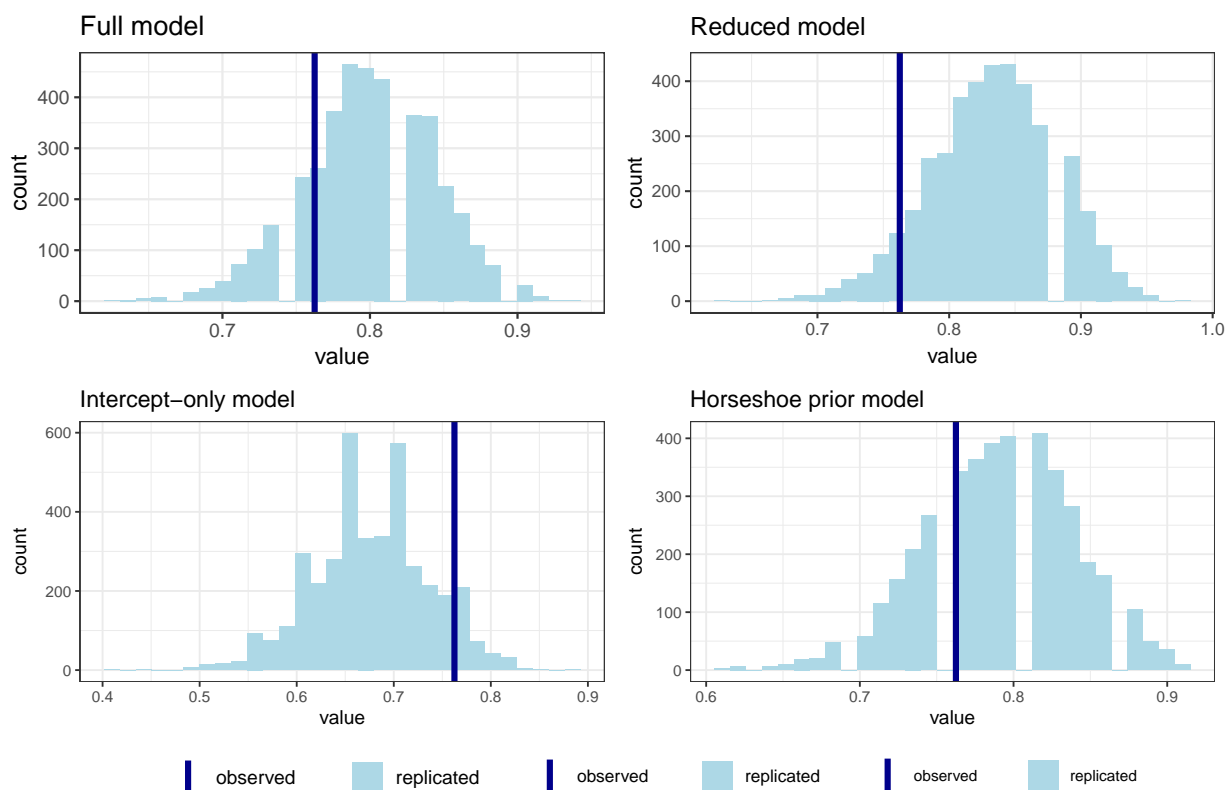 Full model
400
300
200
100
0
count
0.7
0.8
0.9
value
Reduced model
400
300
200
100
0
count
0.7
0.8
0.9
1.0
value
Intercept−only model
600
400
200
0
count
0.4
0.5
0.6
0.7
0.8
0.9
value
Horseshoe prior model
400
300
200
100
0
count
0.6
0.7
0.8
0.9
value
observed replicated observed replicated observed replicated